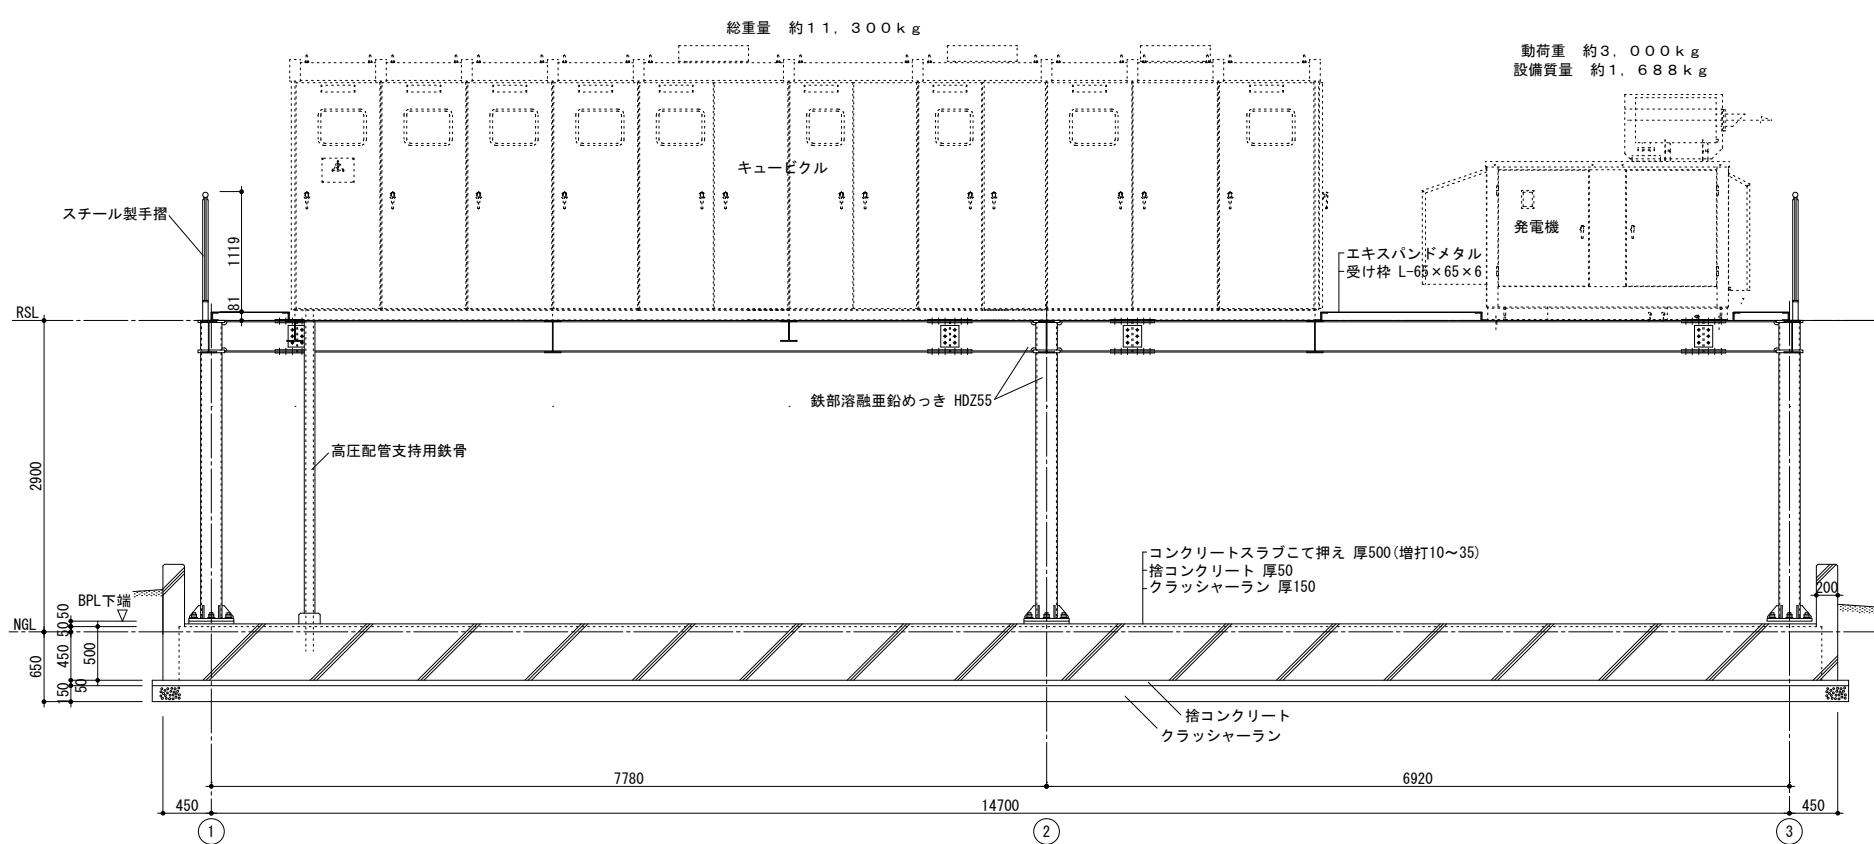 総重量　約１１，３００ｋｇ
動荷重　約３，０００ｋｇ
設備質量　約１，６８８ｋｇ
キュービクル
スチール製手摺
発電機
1119
エキスパンドメタル
受け枠 L-65×65×6
81
RSL
鉄部溶融亜鉛めっき HDZ55
高圧配管支持用鉄骨
2900
コンクリートスラブこて押え 厚500(増打10～35)
捨コンクリート 厚50
クラッシャーラン 厚150
200
BPL下端
50
50
NGL
450
500
650
50
150
捨コンクリート
クラッシャーラン
7780
6920
450
14700
450
1
2
3